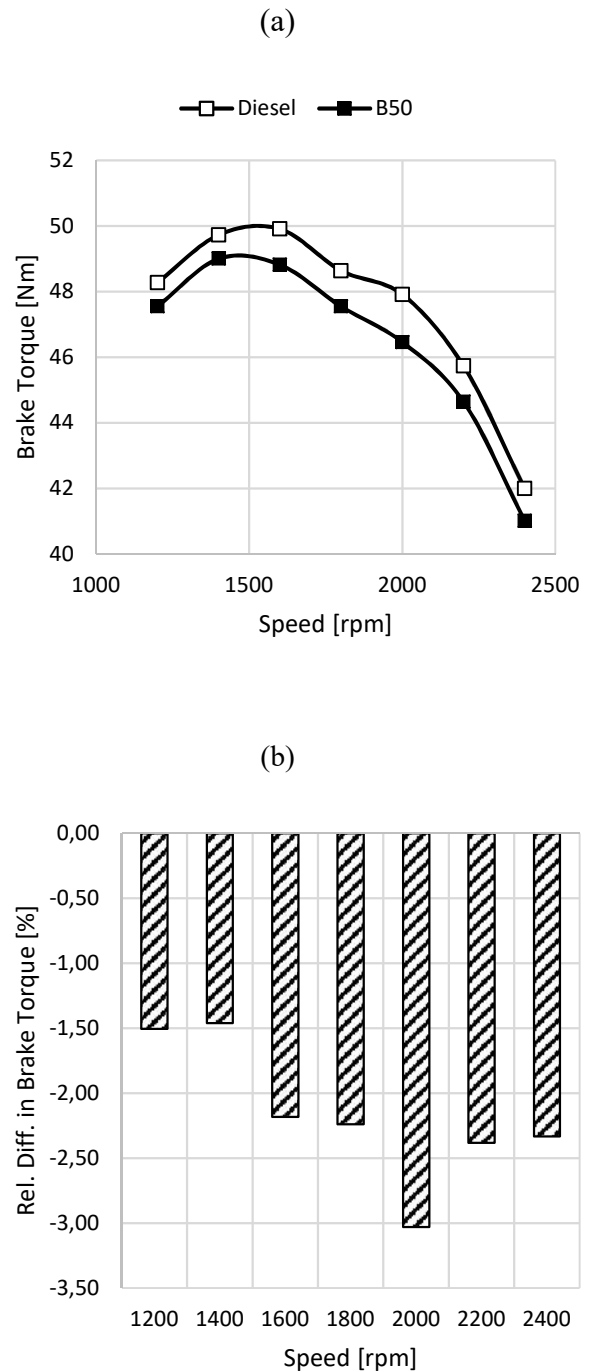 (a)
Diesel B50
52
50
48
46
44
42
40
Brake Torque [Nm]
1000 1500 2000 2500
Speed [rpm]
(b)
0,00
-0,50
-1,00
-1,50
-2,00
-2,50
-3,00
-3,50
Rel. Diff. in Brake Torque [%]
1200 1400 1600 1800 2000 2200 2400
Speed [rpm]